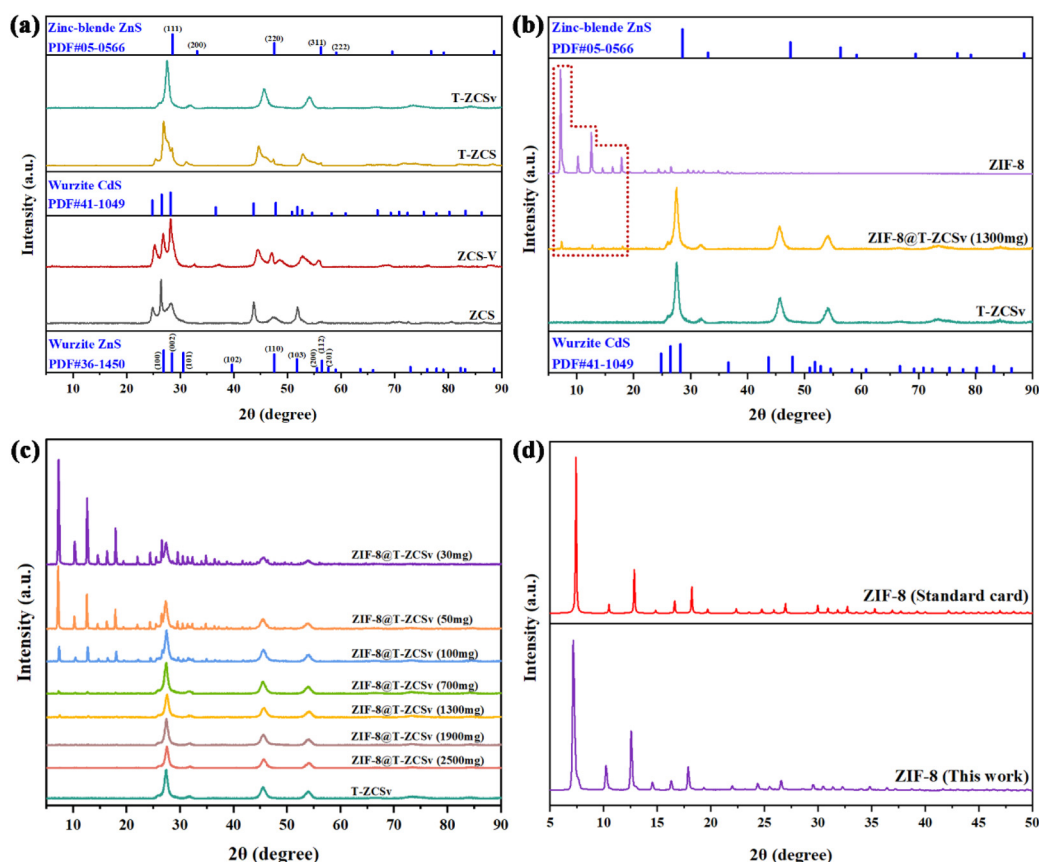 (a)
Zinc-blende ZnS
PDF#05-0566
(111)
(200)
(220)
(311)
(222)
T-ZCSv
T-ZCS
Wurzite CdS
PDF#41-1049
ZCS-V
ZCS
Wurzite ZnS
PDF#36-1450
(100)
(002)
(101)
(102)
(110)
(103)
(200)
(112)
(201)
Intensity (a.u.)
5 10 20 30 40 50 60 70 80 90
2θ (degree)
(b)
Zinc-blende ZnS
PDF#05-0566
ZIF-8
ZIF-8@T-ZCSv (1300mg)
T-ZCSv
Wurzite CdS
PDF#41-1049
Intensity (a.u.)
5 10 20 30 40 50 60 70 80 90
2θ (degree)
(c)
ZIF-8@T-ZCSv (30mg)
ZIF-8@T-ZCSv (50mg)
ZIF-8@T-ZCSv (100mg)
ZIF-8@T-ZCSv (700mg)
ZIF-8@T-ZCSv (1300mg)
ZIF-8@T-ZCSv (1900mg)
ZIF-8@T-ZCSv (2500mg)
T-ZCSv
Intensity (a.u.)
5 10 20 30 40 50 60 70 80 90
2θ (degree)
(d)
ZIF-8 (Standard card)
ZIF-8 (This work)
Intensity (a.u.)
5 10 15 20 25 30 35 40 45 50
2θ (degree)